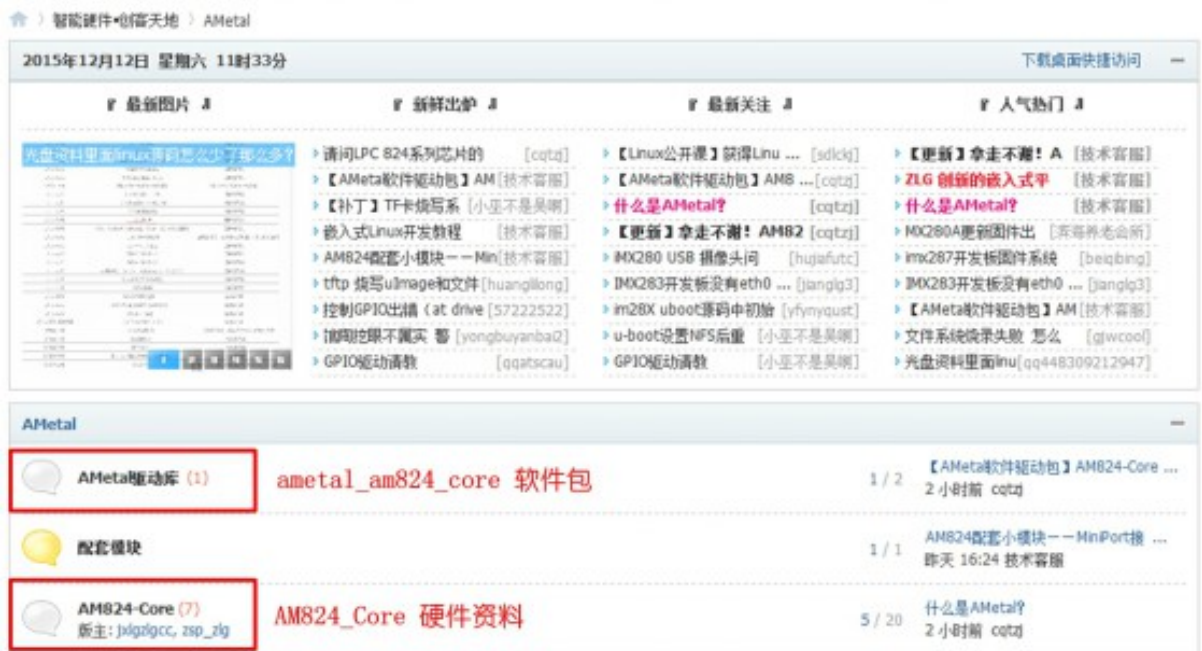 智能硬件•创客天地 〉 AMetal
2015年12月12日 星期六 11时33分 下载桌面快捷访问
最新图片 新鲜出炉 最新关注 人气热门
光盘资料里面linux源码怎么少了那么多?
请问LPC 824系列芯片的 [cqtzj]
【AMetal软件驱动包】AM [技术客服]
【补丁】TF卡烧写系 [小巫不是吴啊]
嵌入式Linux开发教程 [技术客服]
AM824配套小模块——Min [技术客服]
tftp 烧写uImage和文件 [huanglilong]
控制GPIO出错（at drive [57222522]
[yongbuyanbai2]
GPIO驱动请教 [qqatscau]
【Linux公开课】获得Linu ... [sdlckj]
【AMetal软件驱动包】AM8 ... [cqtzj]
什么是AMetal? [cqtzj]
【更新】拿走不谢! AM82 [cqtzj]
iMX280 USB 摄像头问 [hujiafutc]
IMX283开发板没有eth0 ... [jianglg3]
im28X uboot源码中初始 [yfynyqust]
u-boot设置NFS后重 [小巫不是吴啊]
GPIO驱动请教 [小巫不是吴啊]
【更新】拿走不谢! A [技术客服]
ZLG 创新的嵌入式平 [技术客服]
什么是AMetal? [技术客服]
MX280A更新固件出 [滨海养老会所]
imx287开发板固件系统 [beiqibing]
IMX283开发板没有eth0 ... [jianglg3]
【AMetal软件驱动包】AM [技术客服]
文件系统烧录失败 怎么 [gjwcool]
光盘资料里面linu [qq448309212947]
AMetal
AMetal驱动库 (1) ametal_am824_core 软件包 1 / 2 【AMetal软件驱动包】AM824-Core ...
2 小时前 cqtzj
配套模块 1 / 1 AM824配套小模块——MiniPort接 ...
昨天 16:24 技术客服
AM824-Core (7) AM824_Core 硬件资料 5 / 20 什么是AMetal?
版主: jxlgzlgcc, zsp_zlg 2 小时前 cqtzj